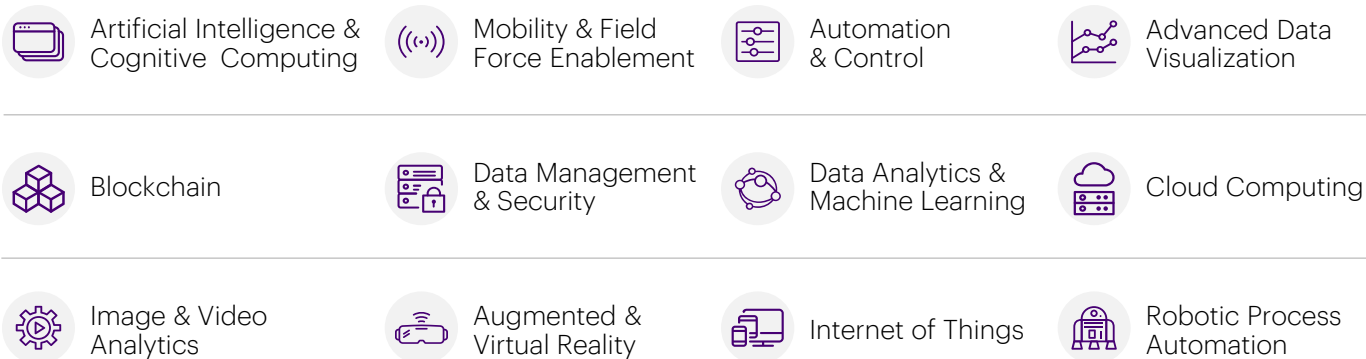 Artificial Intelligence &
Cognitive Computing
Mobility & Field
Force Enablement
Automation
& Control
Advanced Data
Visualization
Blockchain
Data Management
& Security
Data Analytics &
Machine Learning
Cloud Computing
Image & Video
Analytics
Augmented &
Virtual Reality
Internet of Things
Robotic Process
Automation